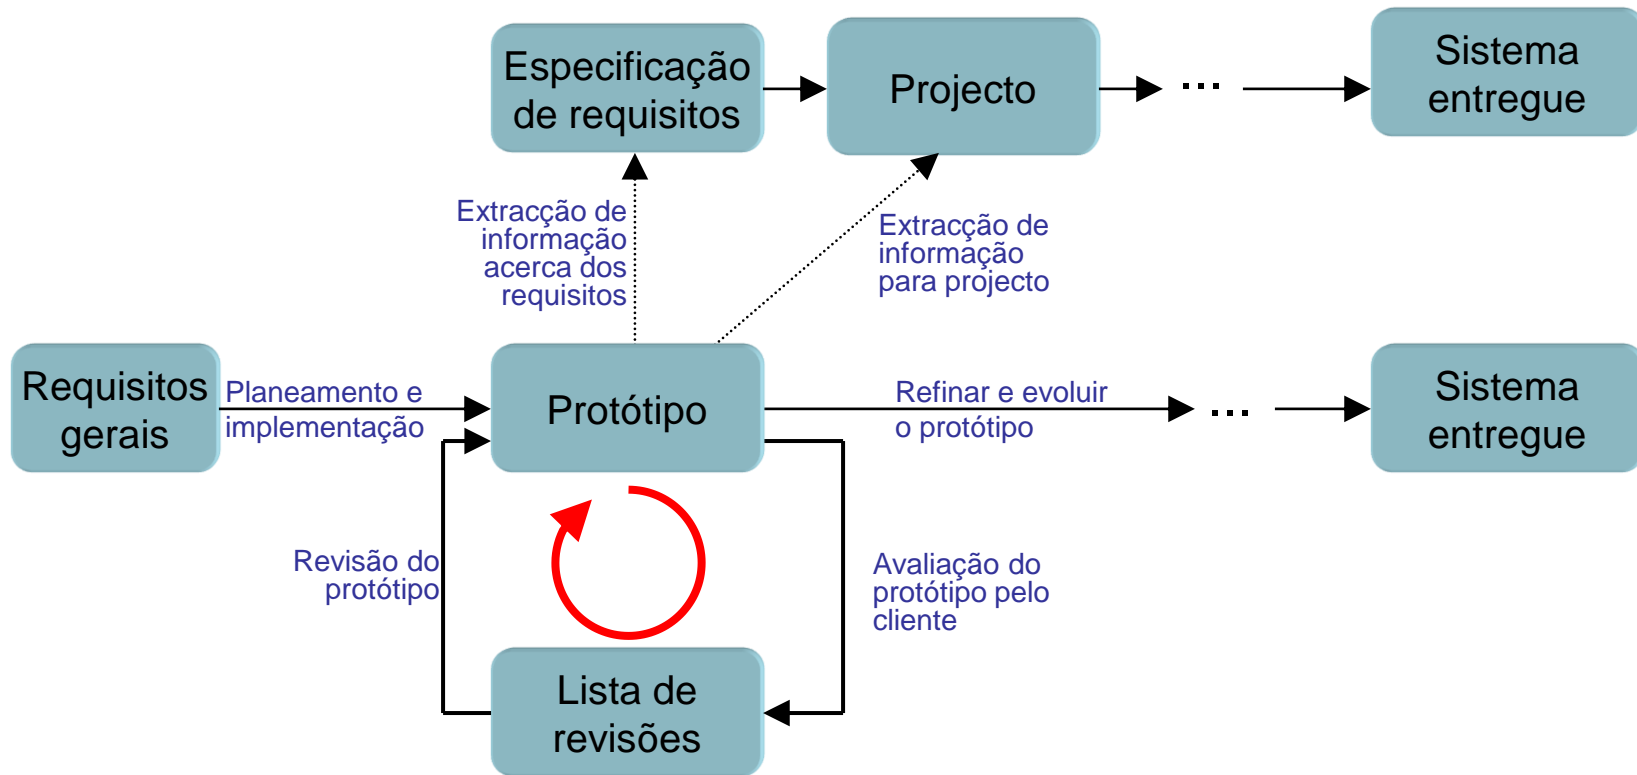 Especificação
de requisitos
Projecto
...
Sistema
entregue
Extracção de
informação
acerca dos
requisitos
Extracção de
informação
para projecto
Requisitos
gerais
Planeamento e
implementação
Protótipo
Refinar e evoluir
o protótipo
...
Sistema
entregue
Revisão do
protótipo
Avaliação do
protótipo pelo
cliente
Lista de
revisões